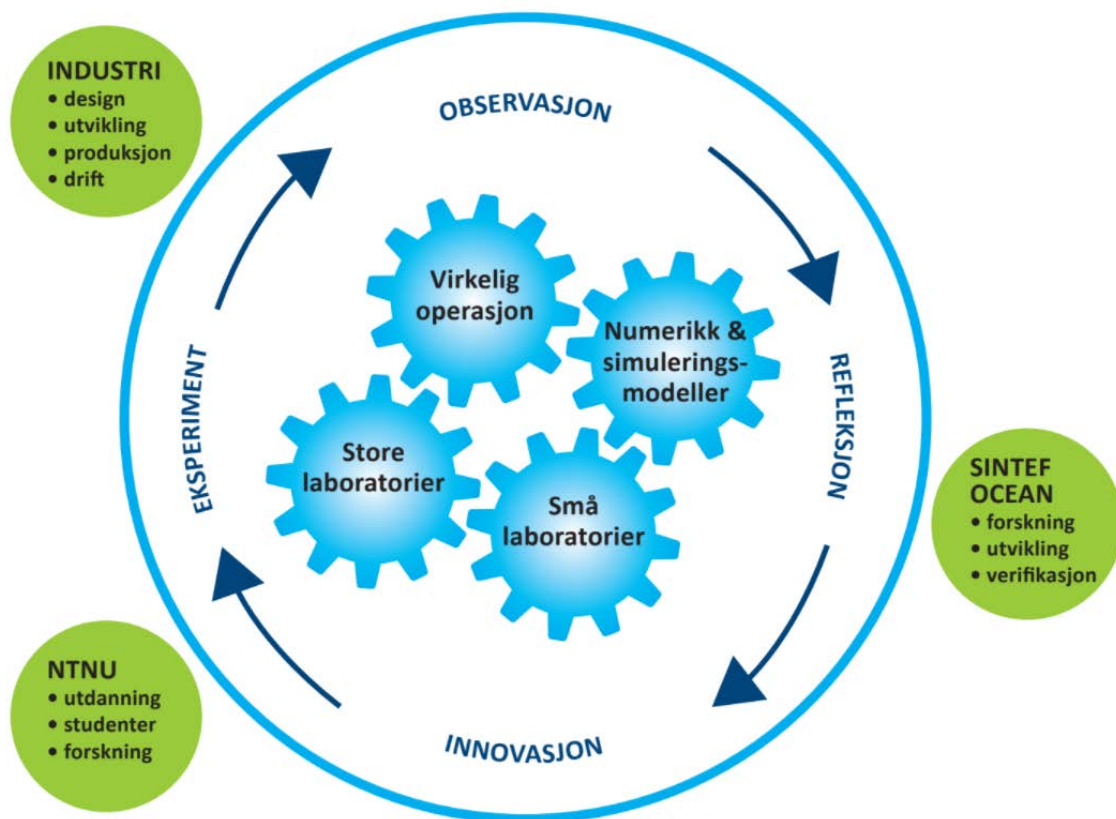 INDUSTRI
• design
• utvikling
• produksjon
• drift
OBSERVASJON
Virkelig
operasjon
Numerikk &
simulerings-
modeller
REFLEKSJON
EKSPERIMENT
Store
laboratorier
Små
laboratorier
SINTEF
OCEAN
• forskning
• utvikling
• verifikasjon
NTNU
• utdanning
• studenter
• forskning
INNOVASJON